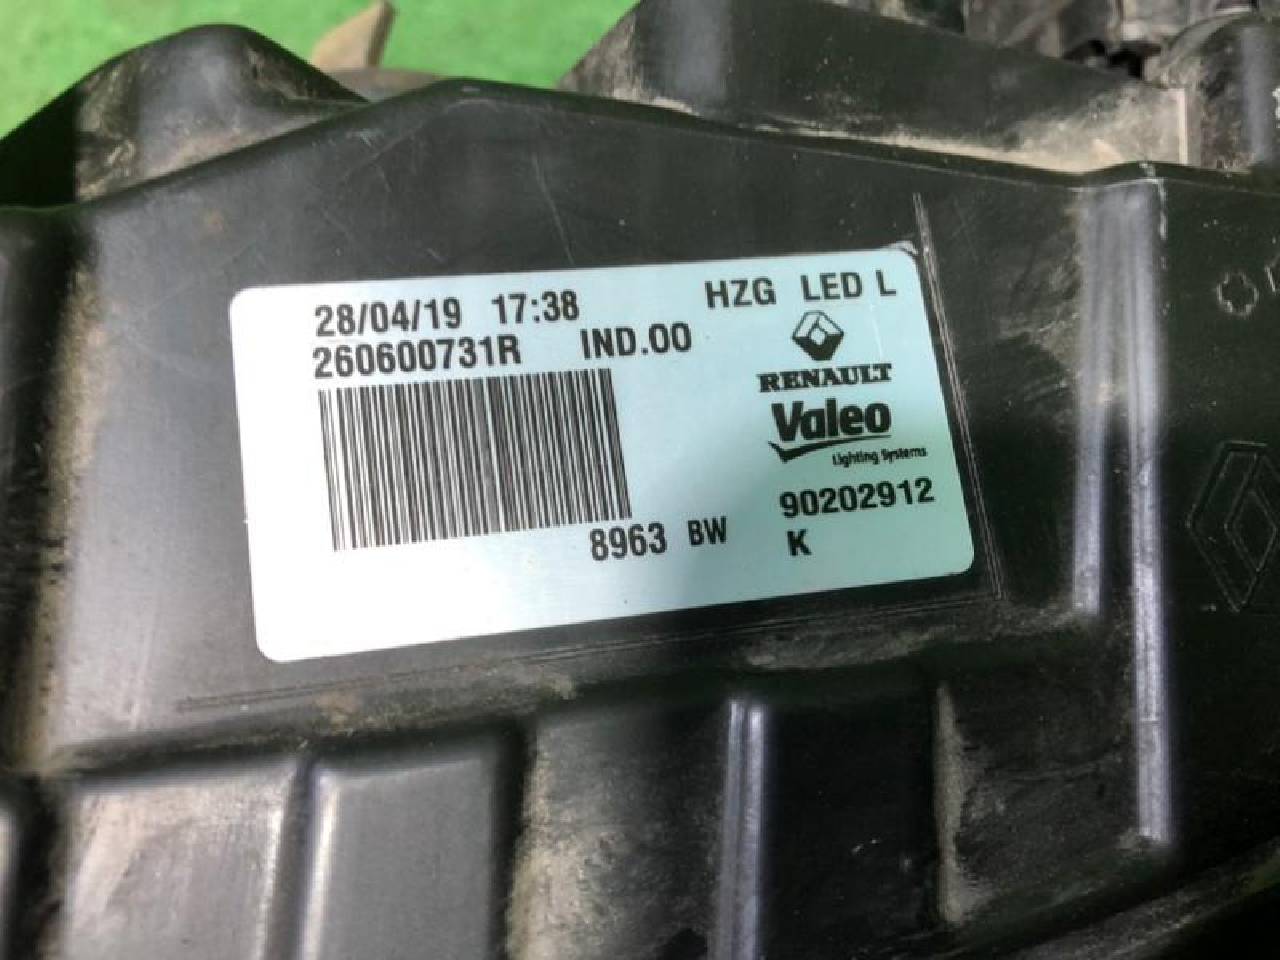 28/04/19 17:38 HZG LED L
260600731R IND.00
RENAULT
Valeo
Lighting Systems
90202912
8963 BW K